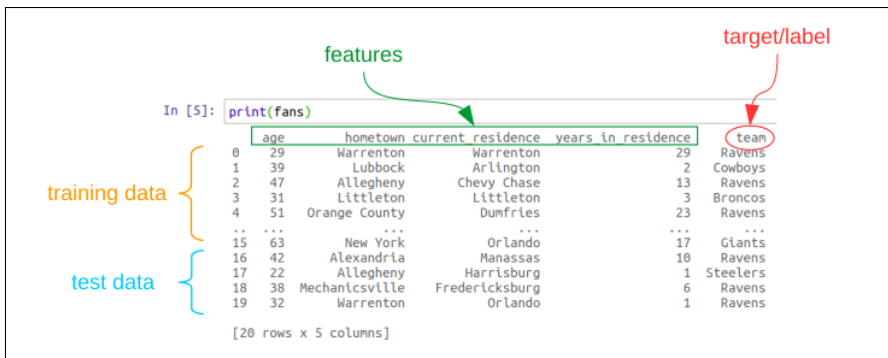 target/label
features
In [5]: print(fans)
age hometown current_residence years_in_residence team
0 29 Warrenton Warrenton 29 Ravens
1 39 Lubbock Arlington 2 Cowboys
2 47 Allegheny Chevy Chase 13 Ravens
training data
3 31 Littleton Littleton 3 Broncos
4 51 Orange County Dumfries 23 Ravens
.. ... ... ... ... ...
15 63 New York Orlando 17 Giants
16 42 Alexandria Manassas 10 Ravens
17 22 Allegheny Harrisburg 1 Steelers
test data
18 38 Mechanicsville Fredericksburg 6 Ravens
19 32 Warrenton Orlando 1 Ravens
[20 rows x 5 columns]